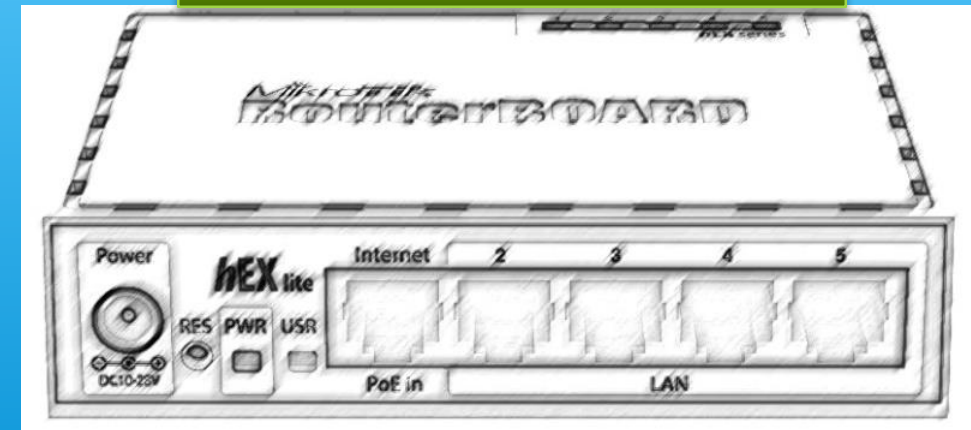 hEX series
MikroTik
RouterBOARD
Power
hEX lite
Internet 2 3 4 5
RES PWR USR
DC10-28V
PoE in LAN